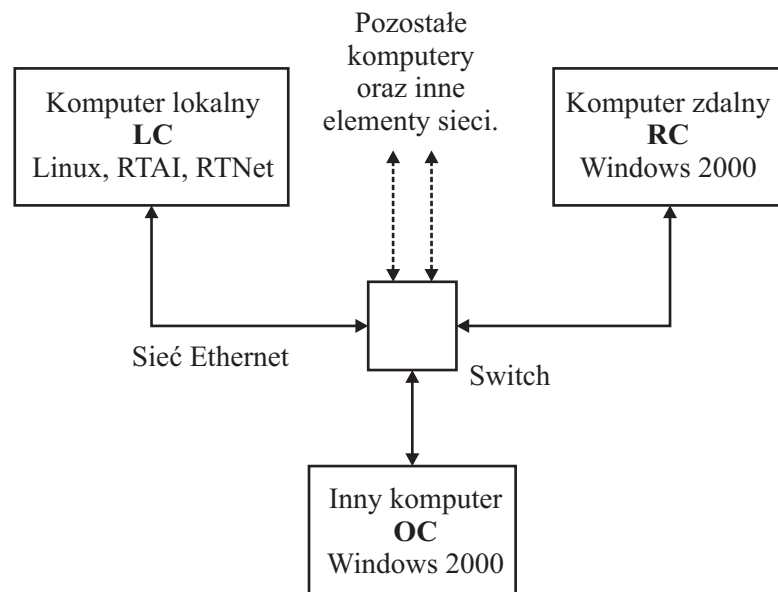 Pozostałe
komputery
oraz inne
elementy sieci.
Komputer lokalny
LC
Linux, RTAI, RTNet
Komputer zdalny
RC
Windows 2000
Sieć Ethernet
Switch
Inny komputer
OC
Windows 2000